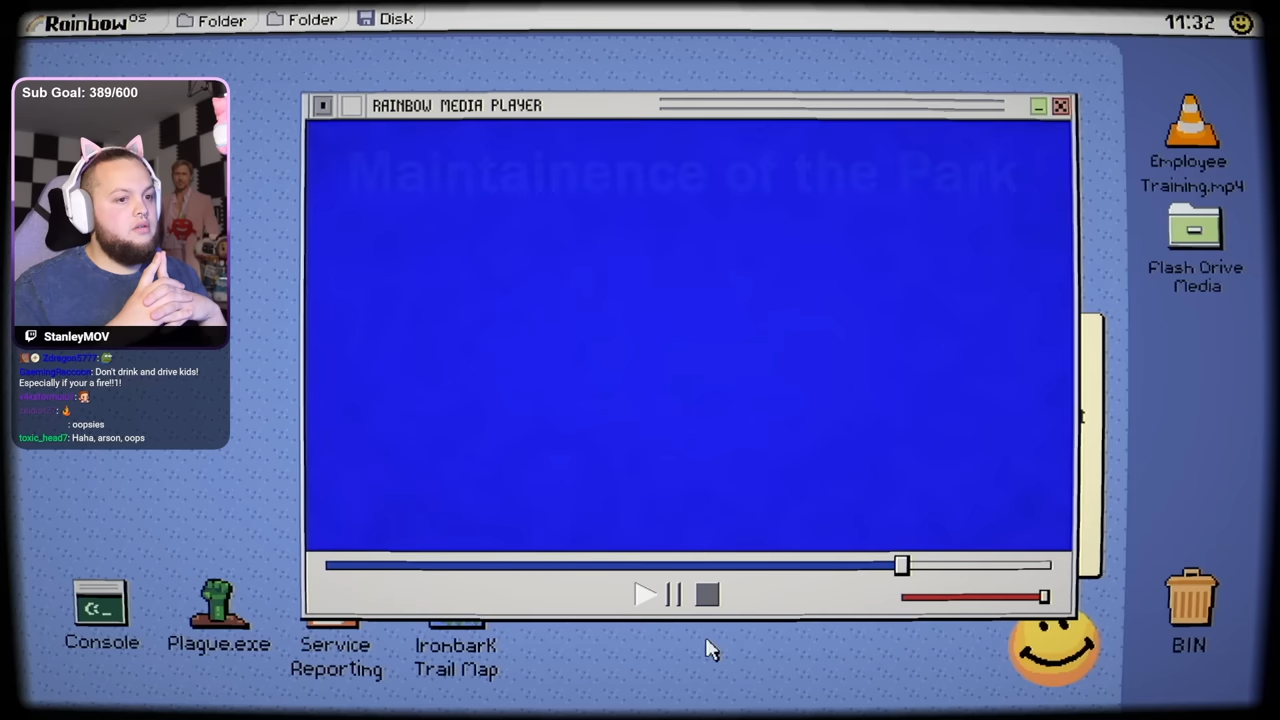 Rainbow OS
Folder
Folder
Disk
11:32
Sub Goal: 389/600
StanleyMOV
Zdragon5777:
GaemingRaccoon: Don't drink and drive kids!
Especially if your a fire!!1!
: oopsies
toxic_head7: Haha, arson, oops
RAINBOW MEDIA PLAYER
Maintainence of the Park
Employee
Training.mp4
Flash Drive
Media
Console
Plague.exe
Service
Reporting
Ironbark
Trail Map
BIN